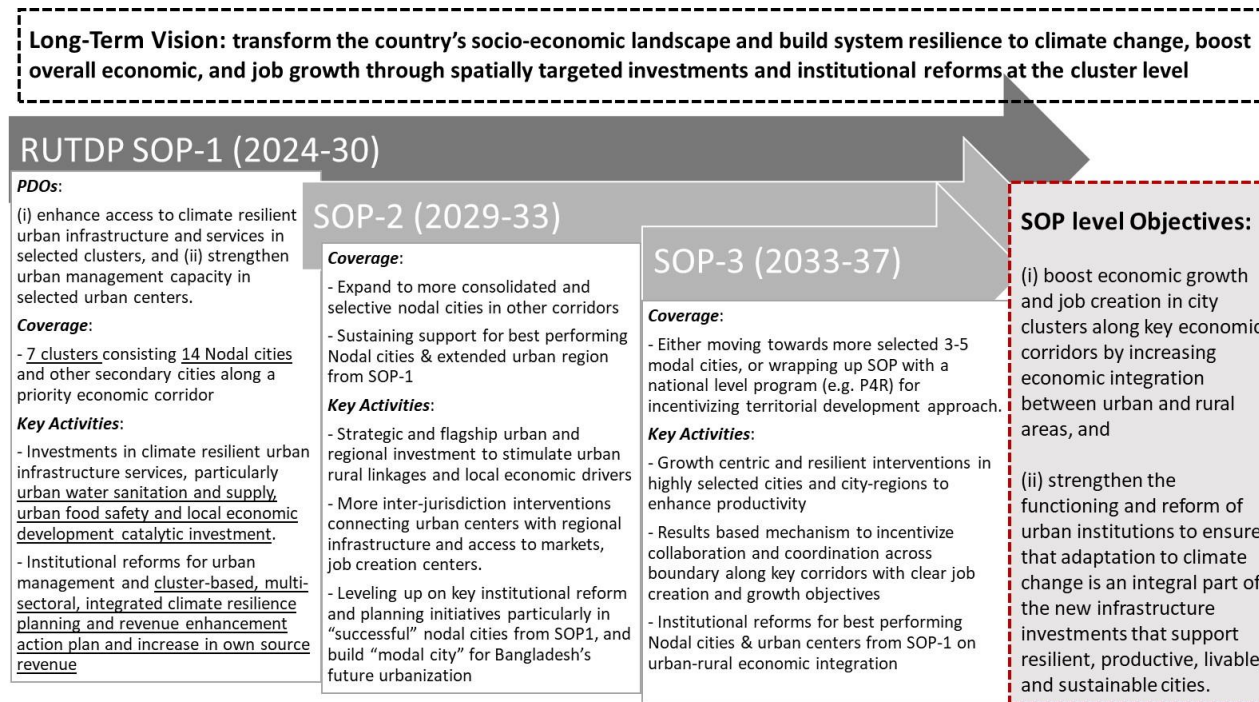 Long-Term Vision: transform the country's socio-economic landscape and build system resilience to climate change, boost
overall economic, and job growth through spatially targeted investments and institutional reforms at the cluster level
RUTDP SOP-1 (2024-30)
PDOs:
(i) enhance access to climate resilient
urban infrastructure and services in
selected clusters, and (ii) strengthen
urban management capacity in
selected urban centers.
Coverage:
- 7 clusters consisting 14 Nodal cities
and other secondary cities along a
priority economic corridor
Key Activities:
- Investments in climate resilient urban
infrastructure services, particularly
urban water sanitation and supply,
urban food safety and local economic
development catalytic investment.
- Institutional reforms for urban
management and cluster-based, multi-
sectoral, integrated climate resilience
planning and revenue enhancement
action plan and increase in own source
revenue
SOP-2 (2029-33)
Coverage:
- Expand to more consolidated and
selective nodal cities in other corridors
- Sustaining support for best performing
Nodal cities & extended urban region
from SOP-1
Key Activities:
- Strategic and flagship urban and
regional investment to stimulate urban
rural linkages and local economic drivers
- More inter-jurisdiction interventions
connecting urban centers with regional
infrastructure and access to markets,
job creation centers.
- Leveling up on key institutional reform
and planning initiatives particularly in
"successful" nodal cities from SOP1, and
build "modal city" for Bangladesh's
future urbanization
SOP-3 (2033-37)
Coverage:
- Either moving towards more selected 3-5
modal cities, or wrapping up SOP with a
national level program (e.g. P4R) for
incentivizing territorial development approach.
Key Activities:
- Growth centric and resilient interventions in
highly selected cities and city-regions to
enhance productivity
- Results based mechanism to incentivize
collaboration and coordination across
boundary along key corridors with clear job
creation and growth objectives
- Institutional reforms for best performing
Nodal cities & urban centers from SOP-1 on
urban-rural economic integration
SOP level Objectives:
(i) boost economic growth
and job creation in city
clusters along key economic
corridors by increasing
economic integration
between urban and rural
areas, and
(ii) strengthen the
functioning and reform of
urban institutions to ensure
that adaptation to climate
change is an integral part of
the new infrastructure
investments that support
resilient, productive, livable
and sustainable cities.